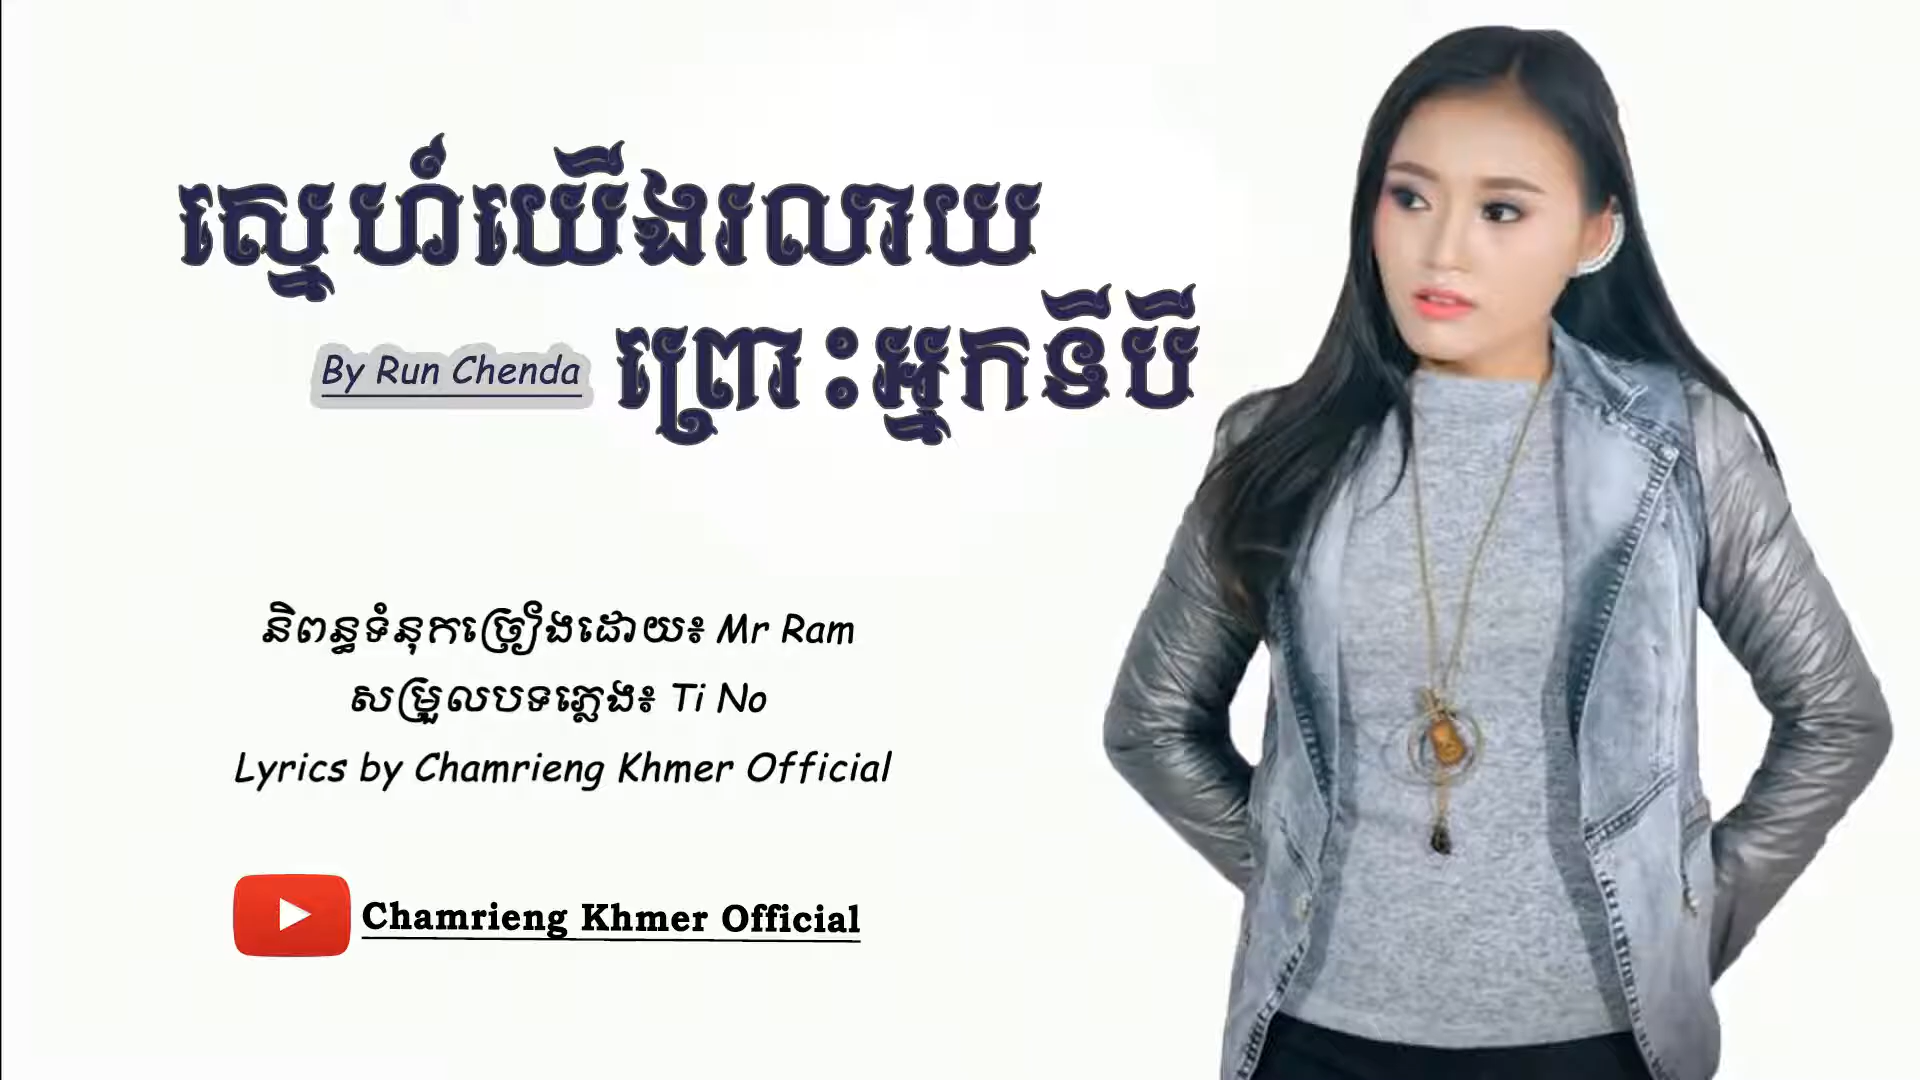 ស្នេហ៍យើងរលាយ
ព្រោះអ្នកទីបី
By Run Chenda
និពន្ធទំនុកច្រៀងដោយ៖ Mr Ram
សម្រួលបទភ្លេង៖ Ti No
Lyrics by Chamrieng Khmer Official
Chamrieng Khmer Official